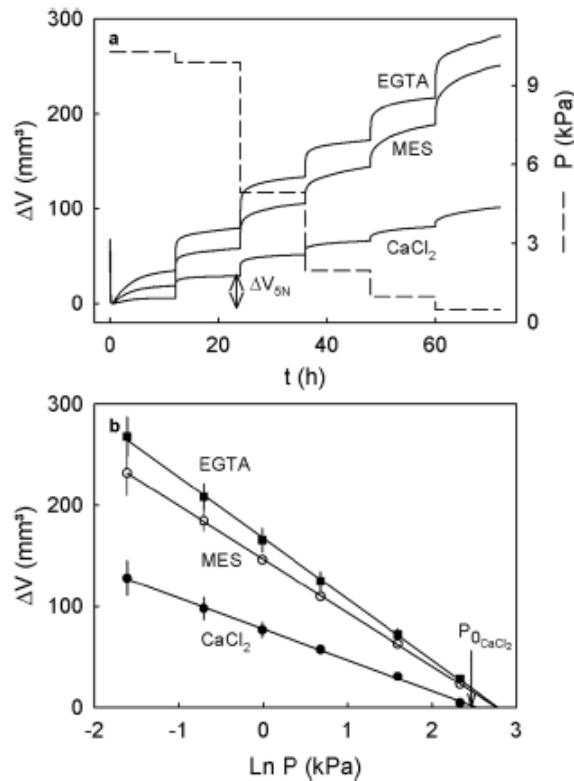 300
a
EGTA
200
MES
ΔV (mm³)
100
CaCl₂
ΔV₅N
0
0 20 40 60
t (h)
9
6
3
0
P (kPa)
300
b
EGTA
200
MES
ΔV (mm³)
100
CaCl₂
P₀CaCl₂
0
-2 -1 0 1 2 3
Ln P (kPa)